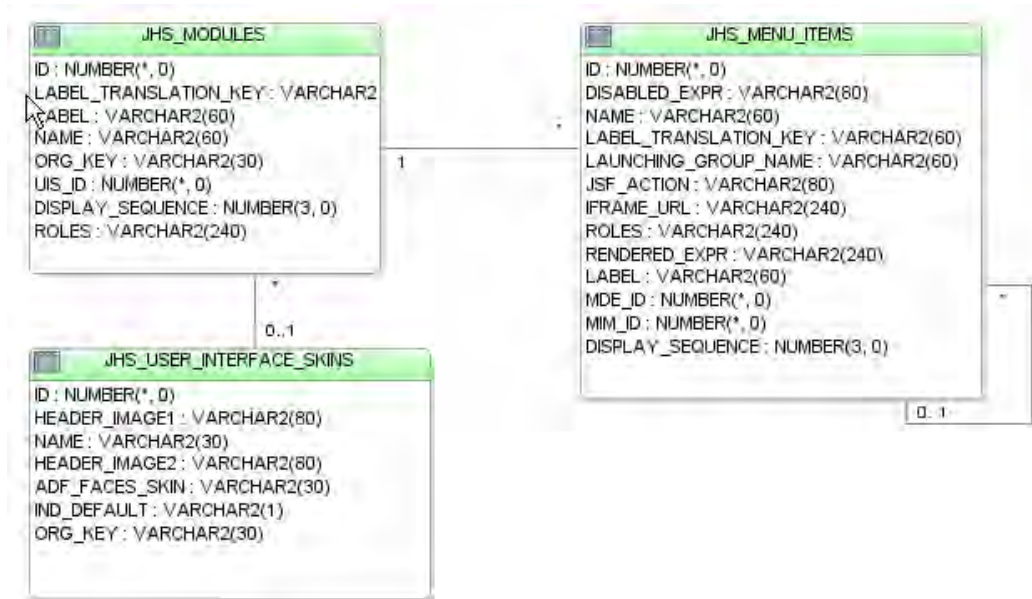 JHS_MODULES
ID : NUMBER(*, 0)
LABEL_TRANSLATION_KEY : VARCHAR2
LABEL : VARCHAR2(60)
NAME : VARCHAR2(60)
ORG_KEY : VARCHAR2(30)
UIS_ID : NUMBER(*, 0)
DISPLAY_SEQUENCE : NUMBER(3, 0)
ROLES : VARCHAR2(240)
1
*
JHS_MENU_ITEMS
ID : NUMBER(*, 0)
DISABLED_EXPR : VARCHAR2(80)
NAME : VARCHAR2(60)
LABEL_TRANSLATION_KEY : VARCHAR2(60)
LAUNCHING_GROUP_NAME : VARCHAR2(60)
JSF_ACTION : VARCHAR2(80)
IFRAME_URL : VARCHAR2(240)
ROLES : VARCHAR2(240)
RENDERED_EXPR : VARCHAR2(240)
LABEL : VARCHAR2(60)
MDE_ID : NUMBER(*, 0)
MIM_ID : NUMBER(*, 0)
DISPLAY_SEQUENCE : NUMBER(3, 0)
*
0..1
*
0..1
JHS_USER_INTERFACE_SKINS
ID : NUMBER(*, 0)
HEADER_IMAGE1 : VARCHAR2(80)
NAME : VARCHAR2(30)
HEADER_IMAGE2 : VARCHAR2(80)
ADF_FACES_SKIN : VARCHAR2(30)
IND_DEFAULT : VARCHAR2(1)
ORG_KEY : VARCHAR2(30)